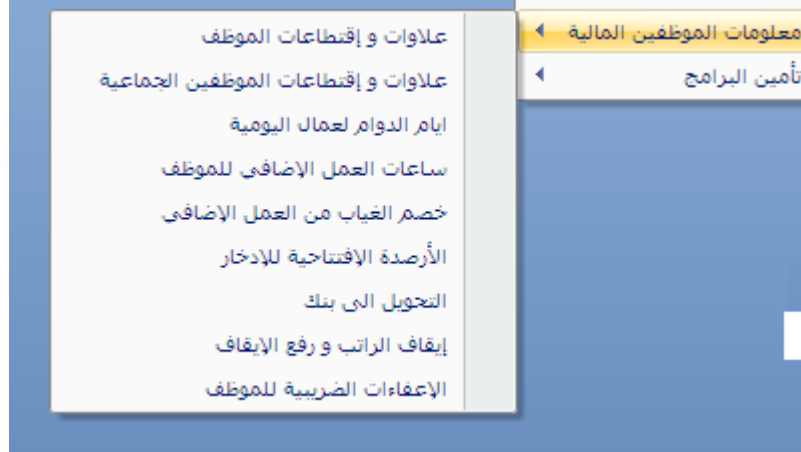 معلومات الموظفين المالية
تأمين البرامج
علاوات و إقتطاعات الموظف
علاوات و إقتطاعات الموظفين الجماعية
ايام الدوام لعمال اليومية
ساعات العمل الإضافي للموظف
خصم الغياب من العمل الإضافي
الأرصدة الإفتتاحية للإدخار
التحويل الى بنك
إيقاف الراتب و رفع الإيقاف
الإعفاءات الضريبية للموظف